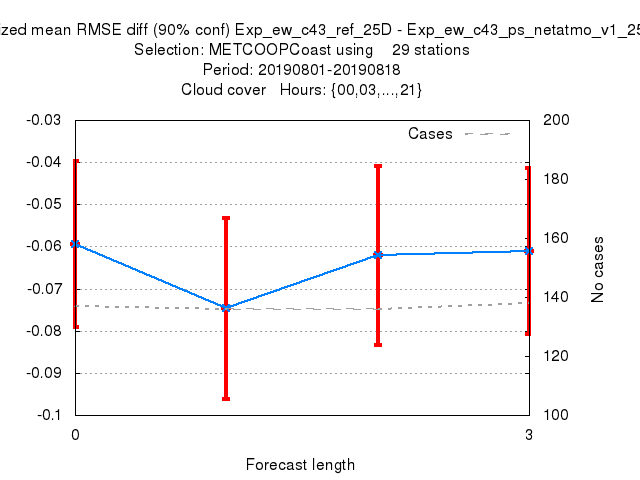 ized mean RMSE diff (90% conf) Exp_ew_c43_ref_25D - Exp_ew_c43_ps_netatmo_v1_25
Selection: METCOOPCoast using 29 stations
Period: 20190801-20190818
Cloud cover Hours: {00,03,...,21}
Cases
-0.03
-0.04
-0.05
-0.06
-0.07
-0.08
-0.09
-0.1
200
180
160
140
120
100
No cases
0
3
Forecast length